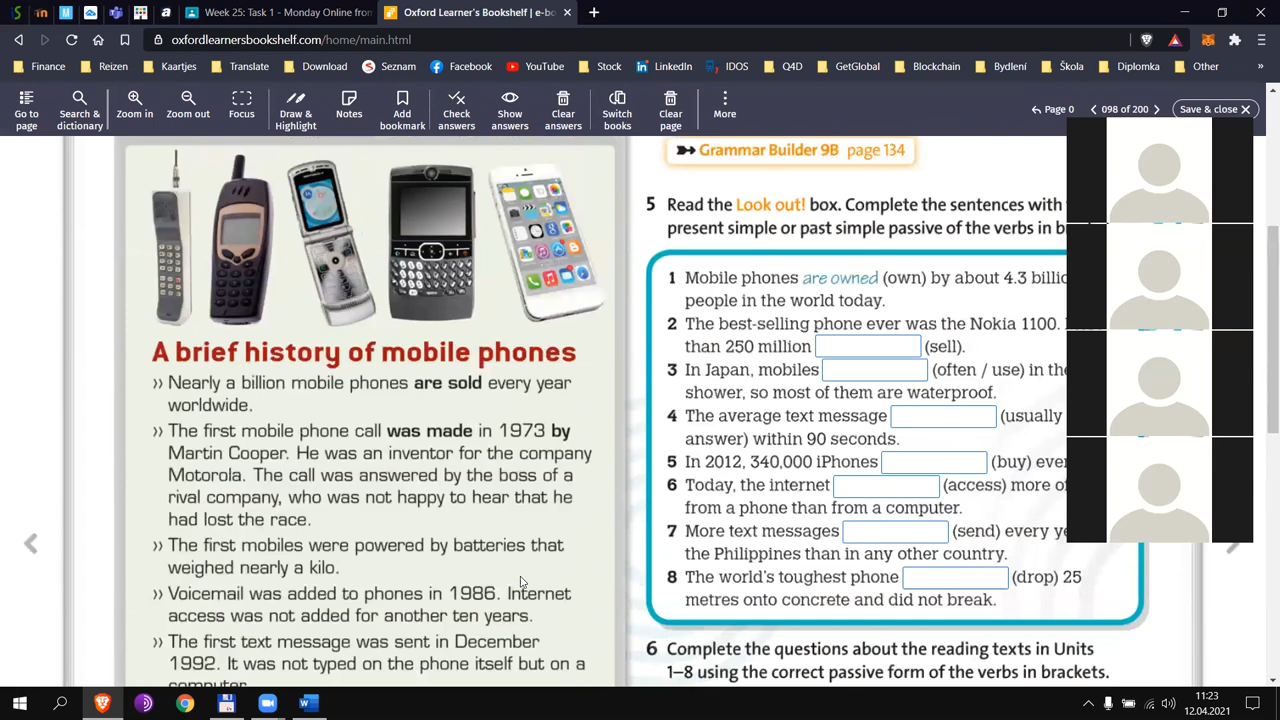 Week 25: Task 1 - Monday Online from
Oxford Learner's Bookshelf | e-bo
oxfordlearnersbookshelf.com/home/main.html
Finance Reizen Kaartjes Translate Download Seznam Facebook YouTube Stock LinkedIn IDOS Q4D GetGlobal Blockchain Bydlení Škola Diplomka Other »
Go to page
Search & dictionary
Zoom in
Zoom out
Focus
Draw & Highlight
Notes
Add bookmark
Check answers
Show answers
Clear answers
Switch books
Clear page
More
Page 0
098 of 200
Save & close X
A brief history of mobile phones
›› Nearly a billion mobile phones are sold every year
worldwide.
›› The first mobile phone call was made in 1973 by
Martin Cooper. He was an inventor for the company
Motorola. The call was answered by the boss of a
rival company, who was not happy to hear that he
had lost the race.
›› The first mobiles were powered by batteries that
weighed nearly a kilo.
›› Voicemail was added to phones in 1986. Internet
access was not added for another ten years.
›› The first text message was sent in December
1992. It was not typed on the phone itself but on a
computer.
Grammar Builder 9B page 134
5 Read the Look out! box. Complete the sentences with
present simple or past simple passive of the verbs in
1 Mobile phones are owned (own) by about 4.3
people in the world today.
2 The best-selling phone ever was the Nokia 1100.
than 250 million (sell).
3 In Japan, mobiles (often / use) in
shower, so most of them are waterproof.
4 The average text message (usually
answer) within 90 seconds.
5 In 2012, 340,000 iPhones (buy)
6 Today, the internet (access) more
from a phone than from a computer.
7 More text messages (send) every
the Philippines than in any other country.
8 The world's toughest phone (drop) 25
metres onto concrete and did not break.
6 Complete the questions about the reading texts in Units
1–8 using the correct passive form of the verbs in brackets.
11:23
12.04.2021